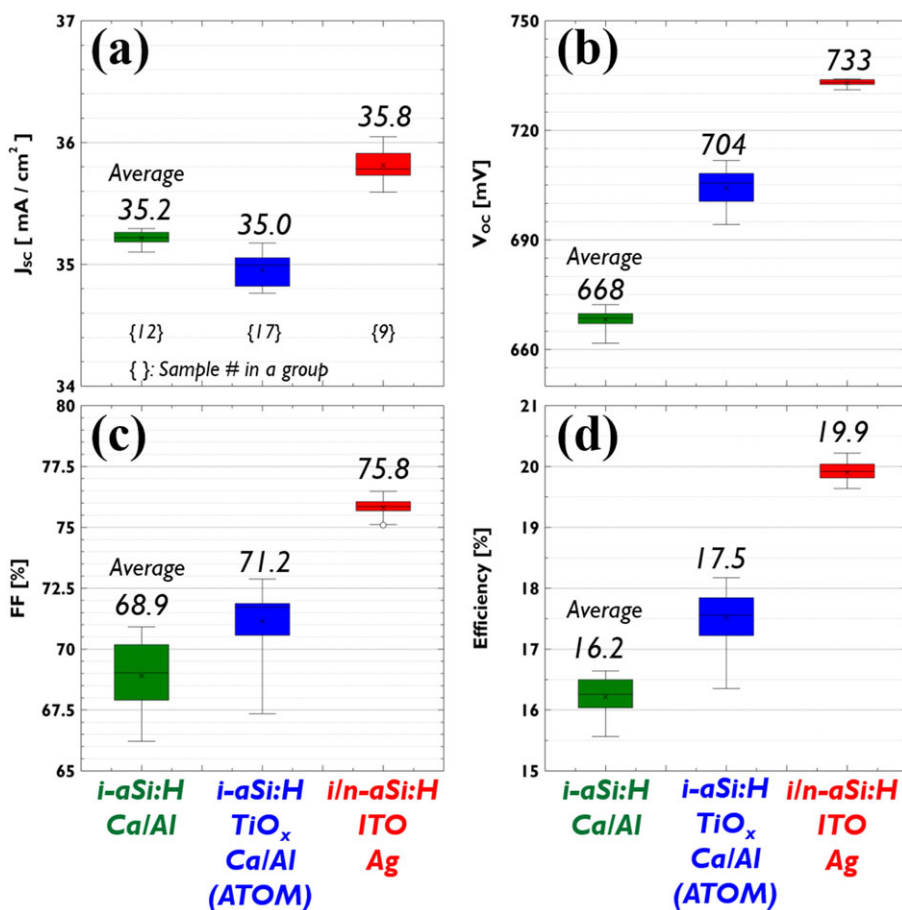 (a)
J_SC [ mA / cm² ]
37
36
35
34
Average
35.2
35.0
35.8
{12}
{17}
{9}
{ }: Sample # in a group
(b)
V_OC [mV]
750
720
690
660
Average
668
704
733
(c)
FF [%]
80
77.5
75
72.5
70
67.5
65
Average
68.9
71.2
75.8
(d)
Efficiency [%]
21
20
19
18
17
16
15
Average
16.2
17.5
19.9
i-aSi:H
Ca/Al
i-aSi:H
TiOₓ
Ca/Al
(ATOM)
i/n-aSi:H
ITO
Ag
i-aSi:H
Ca/Al
i-aSi:H
TiOₓ
Ca/Al
(ATOM)
i/n-aSi:H
ITO
Ag